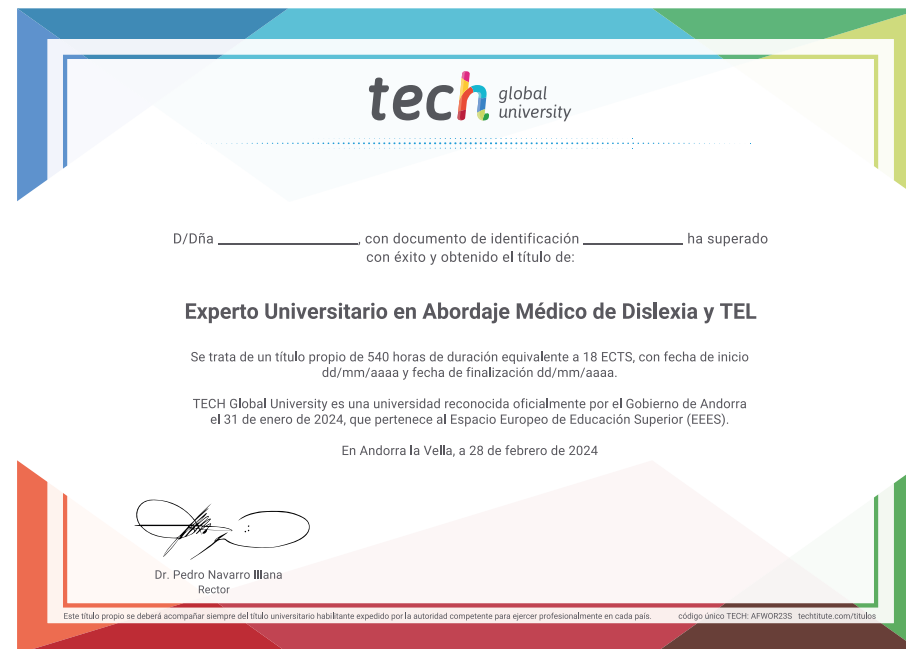 tech global
university
D/Dña ____________________, con documento de identificación ______________ ha superado
con éxito y obtenido el título de:
Experto Universitario en Abordaje Médico de Dislexia y TEL
Se trata de un título propio de 540 horas de duración equivalente a 18 ECTS, con fecha de inicio
dd/mm/aaaa y fecha de finalización dd/mm/aaaa.
TECH Global University es una universidad reconocida oficialmente por el Gobierno de Andorra
el 31 de enero de 2024, que pertenece al Espacio Europeo de Educación Superior (EEES).
En Andorra la Vella, a 28 de febrero de 2024
Dr. Pedro Navarro Illana
Rector
Este título propio se deberá acompañar siempre del título universitario habilitante expedido por la autoridad competente para ejercer profesionalmente en cada país. código único TECH: AFWOR23S techtitute.com/titulos